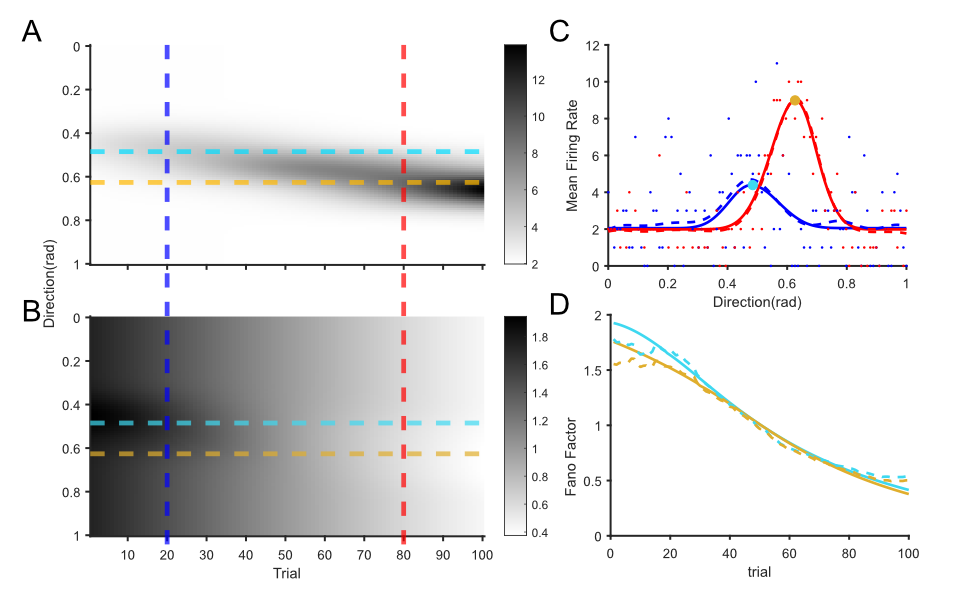 A
0
0.2
0.4
0.6
0.8
1
12
10
8
6
4
2
Direction(rad)
B
0
0.2
0.4
0.6
0.8
1
10 20 30 40 50 60 70 80 90 100
Trial
1.8
1.6
1.4
1.2
1
0.8
0.6
0.4
C
12
10
8
6
4
2
0
Mean Firing Rate
0 0.2 0.4 0.6 0.8 1
Direction(rad)
D
2
1.5
1
0.5
0
Fano Factor
0 20 40 60 80 100
trial